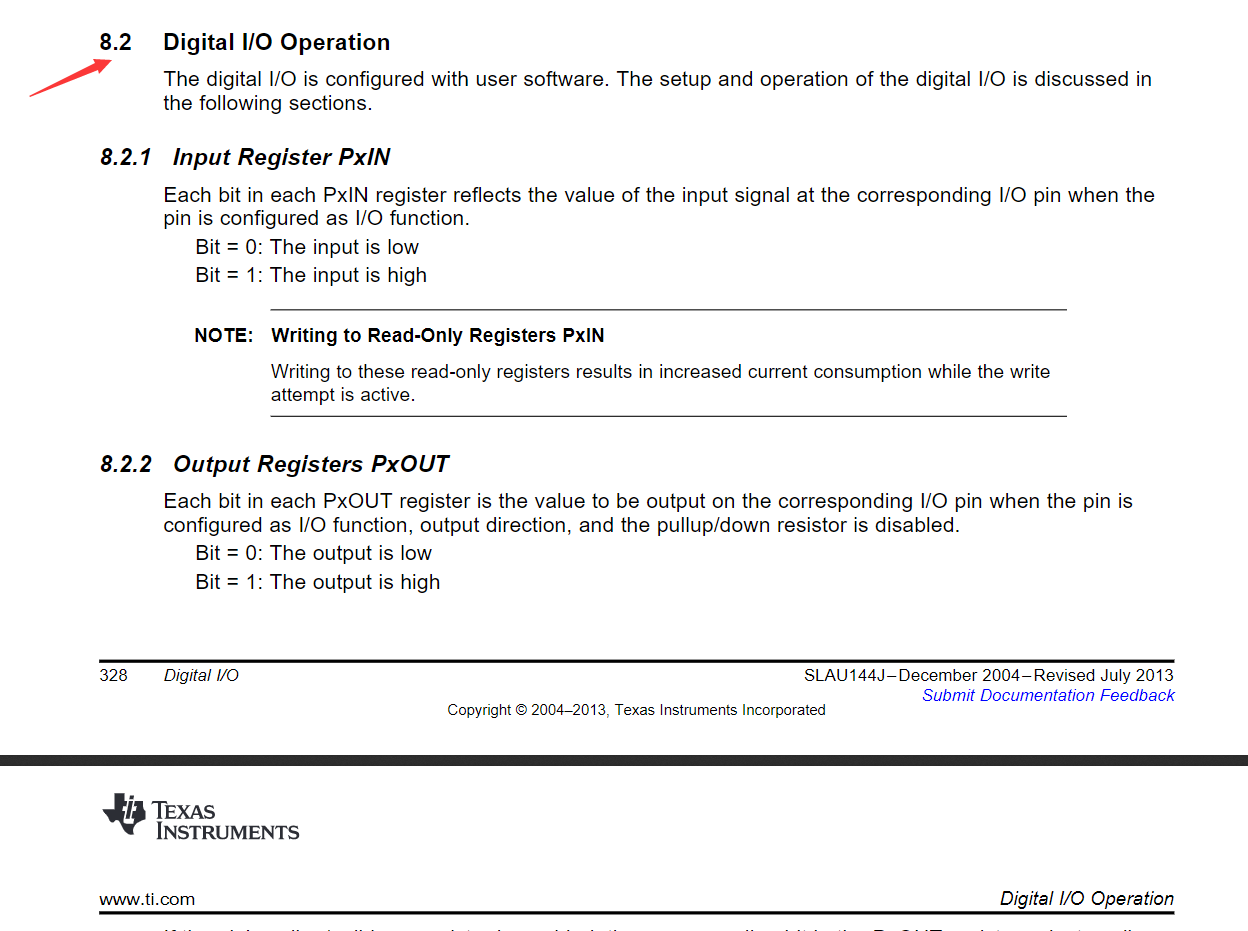 8.2 Digital I/O Operation
The digital I/O is configured with user software. The setup and operation of the digital I/O is discussed in
the following sections.
8.2.1 Input Register PxIN
Each bit in each PxIN register reflects the value of the input signal at the corresponding I/O pin when the
pin is configured as I/O function.
Bit = 0: The input is low
Bit = 1: The input is high
NOTE: Writing to Read-Only Registers PxIN
Writing to these read-only registers results in increased current consumption while the write
attempt is active.
8.2.2 Output Registers PxOUT
Each bit in each PxOUT register is the value to be output on the corresponding I/O pin when the pin is
configured as I/O function, output direction, and the pullup/down resistor is disabled.
Bit = 0: The output is low
Bit = 1: The output is high
328 Digital I/O SLAU144J–December 2004–Revised July 2013
Submit Documentation Feedback
Copyright © 2004–2013, Texas Instruments Incorporated
TEXAS
INSTRUMENTS
www.ti.com Digital I/O Operation